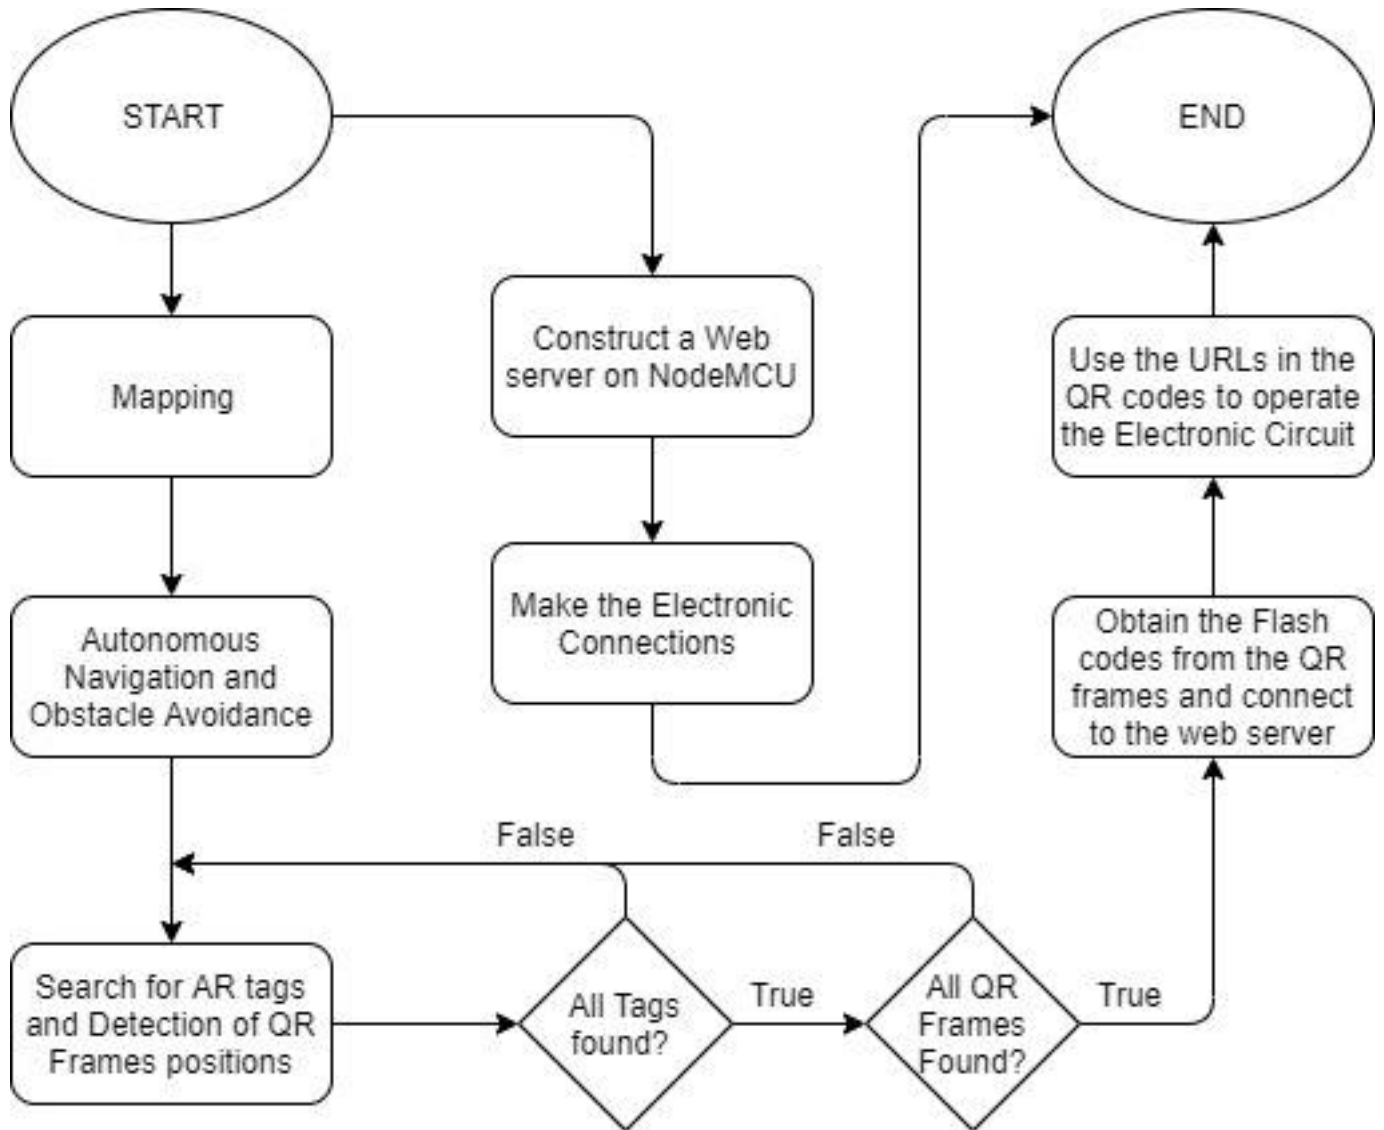 START
END
Mapping
Construct a Web
server on NodeMCU
Use the URLs in the
QR codes to operate
the Electronic Circuit
Autonomous
Navigation and
Obstacle Avoidance
Make the Electronic
Connections
Obtain the Flash
codes from the QR
frames and connect
to the web server
False
False
Search for AR tags
and Detection of QR
Frames positions
All Tags
found?
True
All QR
Frames
Found?
True